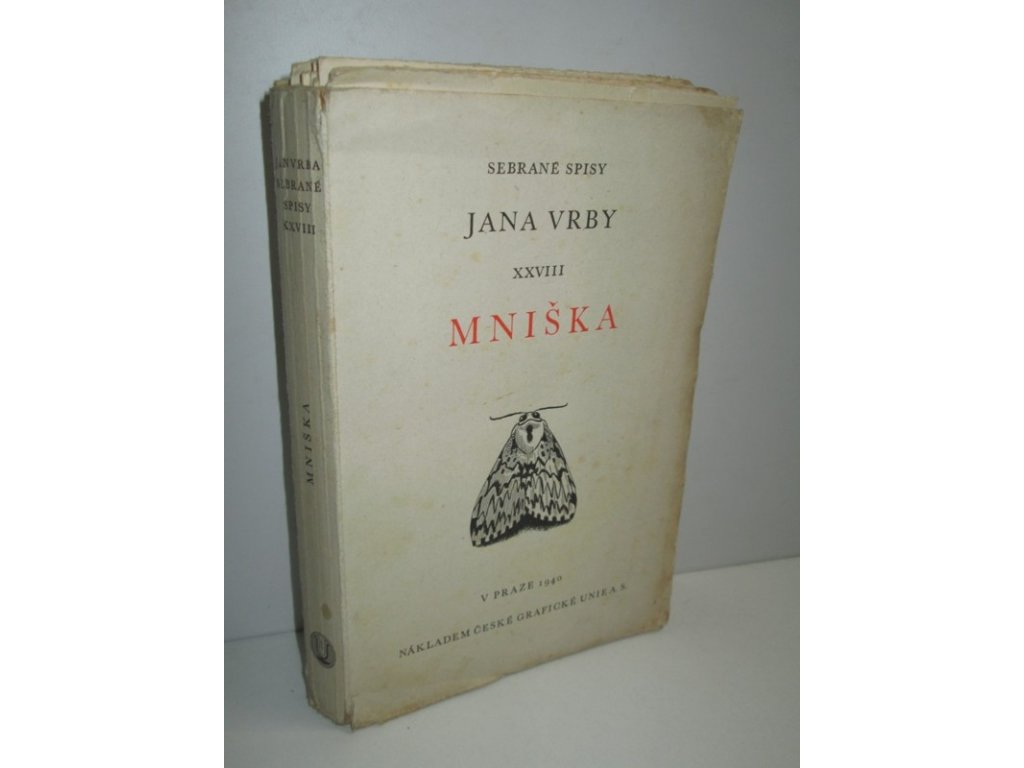 SEBRANÉ SPISY
JANA VRBY
XXVIII
MNIŠKA
V PRAZE 1940
NÁKLADEM ČESKÉ GRAFICKÉ UNIE A. S.
JAN VRBA
SEBRANÉ
SPISY
XXVIII
MNIŠKA
U